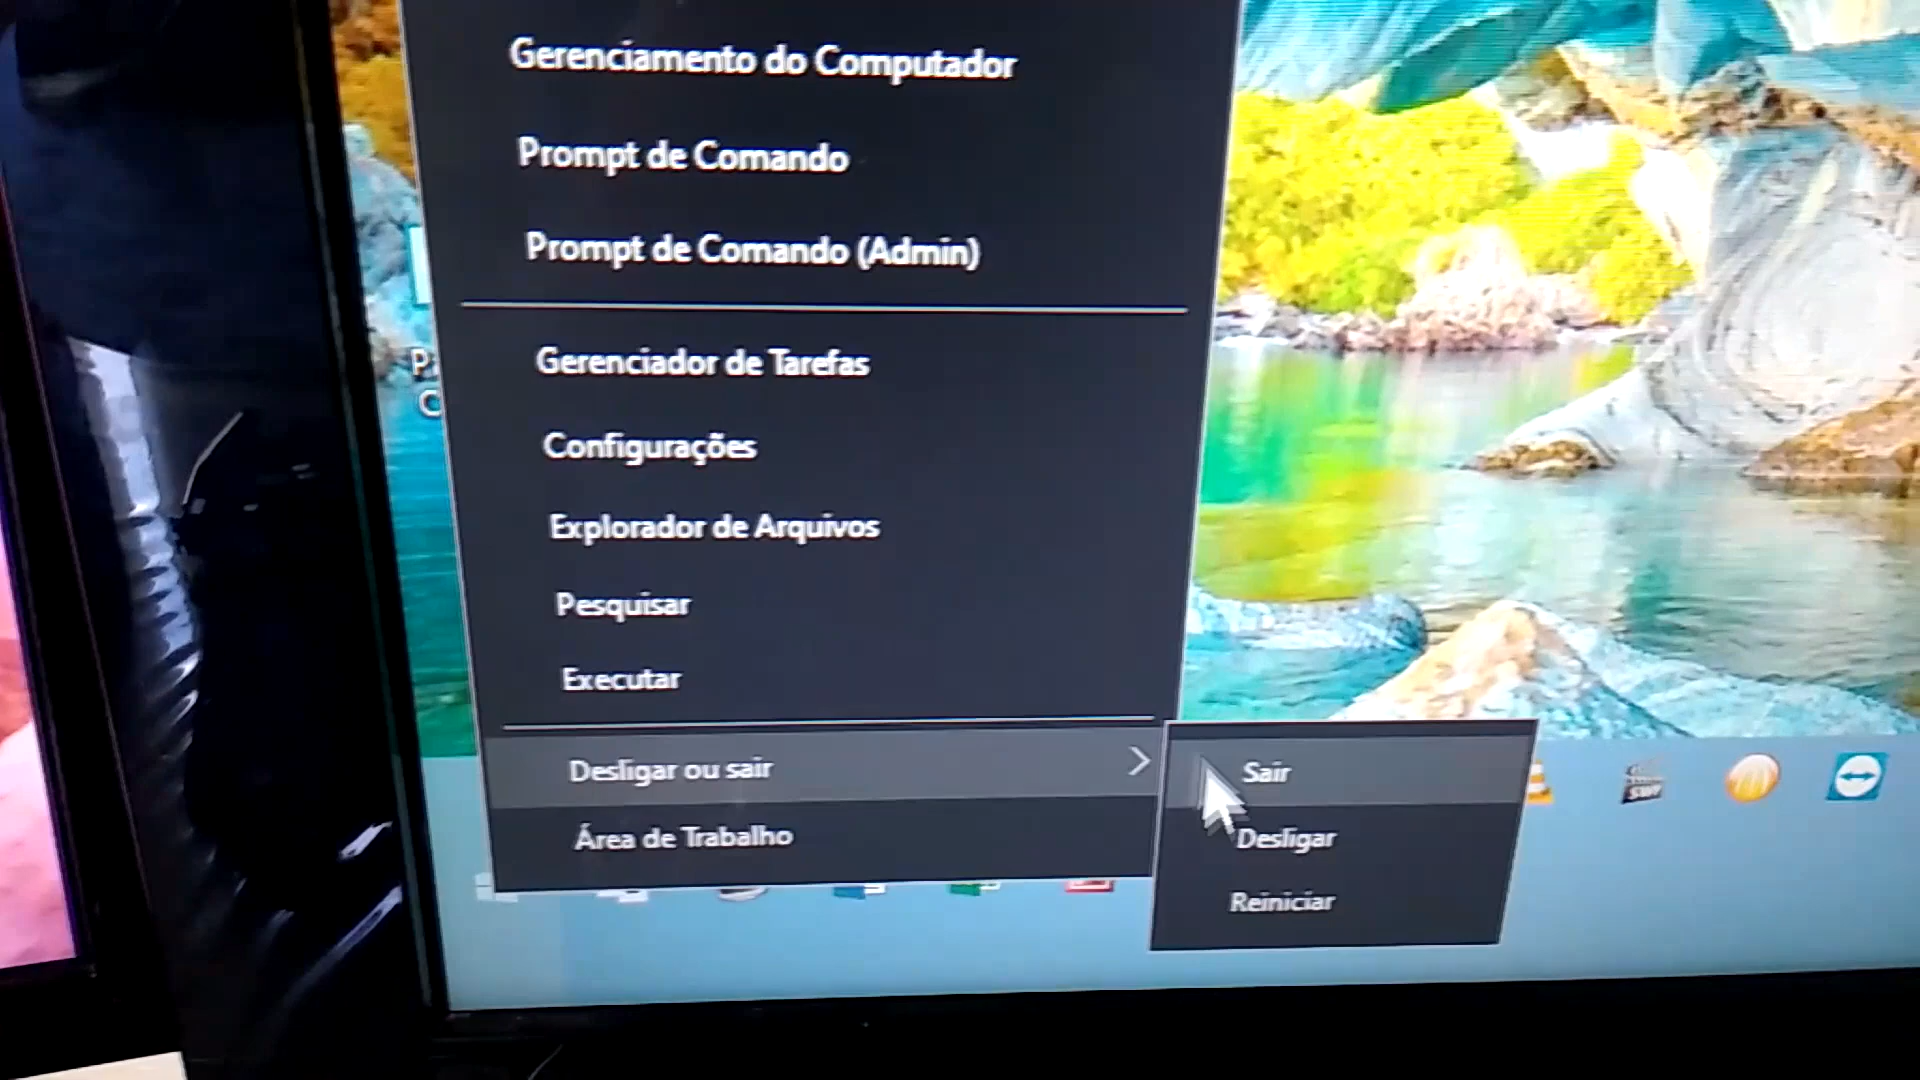 Gerenciamento do Computador
Prompt de Comando
Prompt de Comando (Admin)
Gerenciador de Tarefas
Configurações
Explorador de Arquivos
Pesquisar
Executar
Desligar ou sair
Área de Trabalho
Sair
Desligar
Reiniciar